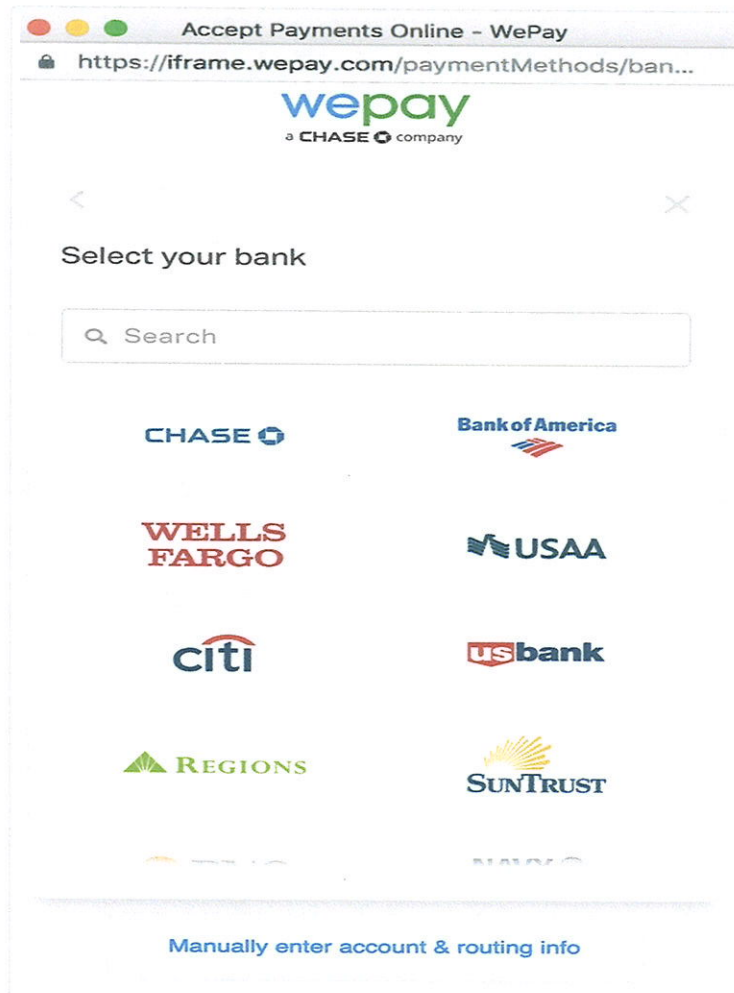 Accept Payments Online - WePay
https://iframe.wepay.com/paymentMethods/ban...
wepay
a CHASE company
Select your bank
Search
CHASE
Bank of America
WELLS
FARGO
USAA
citi
usbank
REGIONS
SUNTRUST
Manually enter account & routing info